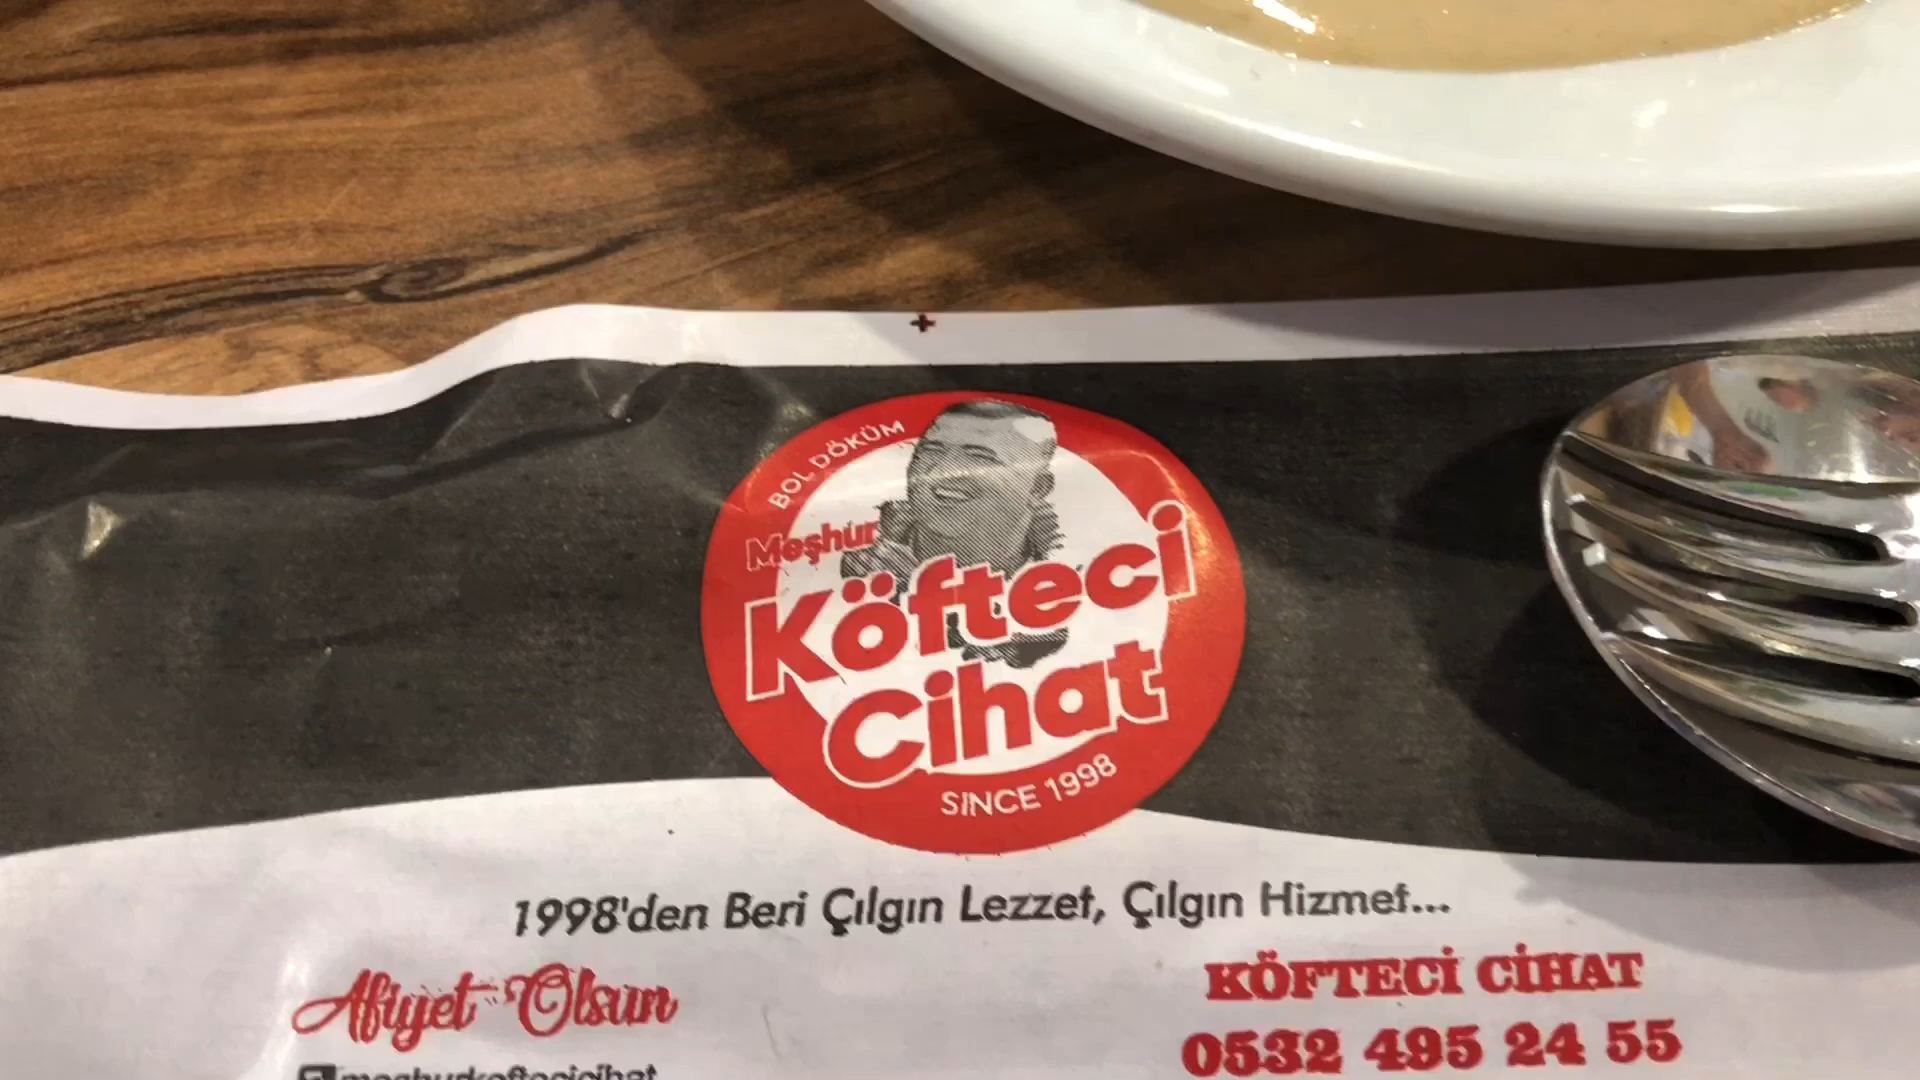 BOL DÖKÜM
Meşhur
Köfteci
Cihat
SINCE 1998
1998'den Beri Çılgın Lezzet, Çılgın Hizmet...
Afiyet Olsun
KÖFTECİ CİHAT
0532 495 24 55
meshurkoftecicihat